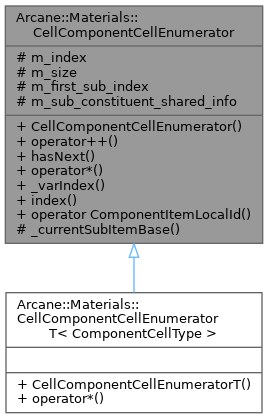 Arcane::Materials::
CellComponentCellEnumerator
# m_index
# m_size
# m_first_sub_index
# m_sub_constituent_shared_info
+ CellComponentCellEnumerator()
+ operator++()
+ hasNext()
+ operator*()
+ _varIndex()
+ index()
+ operator ComponentItemLocalId()
# _currentSubItemBase()
Arcane::Materials::
CellComponentCellEnumerator
T< ComponentCellType >
+ CellComponentCellEnumeratorT()
+ operator*()